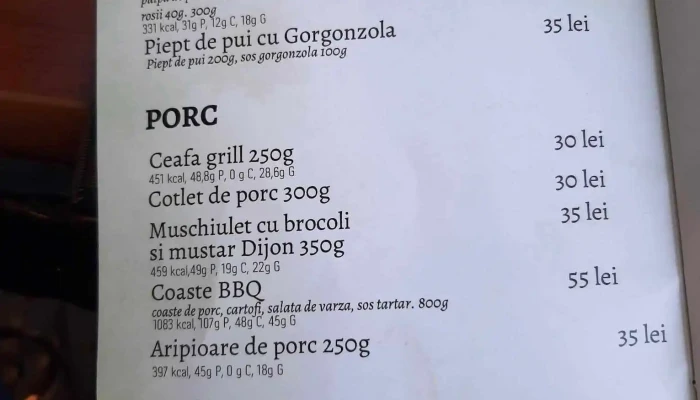 rosii 40g. 300g
331 kcal, 31g P, 12g C, 18g G
Piept de pui cu Gorgonzola 35 lei
Piept de pui 200g, sos gorgonzola 100g
PORC
Ceafa grill 250g 30 lei
451 kcal, 48,8g P, 0 g C, 28,6g G
Cotlet de porc 300g 30 lei
Muschiulet cu brocoli 35 lei
si mustar Dijon 350g
459 kcal,49g P, 19g C, 22g G
Coaste BBQ 55 lei
coaste de porc, cartofi, salata de varza, sos tartar. 800g
1083 kcal, 107g P, 48g C, 45g G
Aripioare de porc 250g 35 lei
397 kcal, 45g P, 0 g C, 18g G